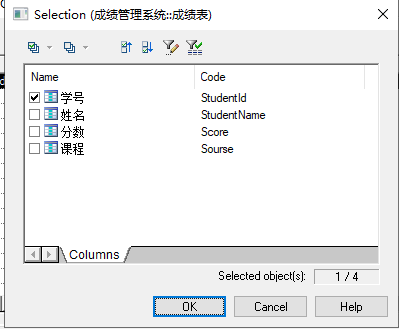 Selection (成绩管理系统::成绩表)
Name Code
学号 StudentId
姓名 StudentName
分数 Score
课程 Sourse
Columns
Selected object(s): 1 / 4
OK Cancel Help